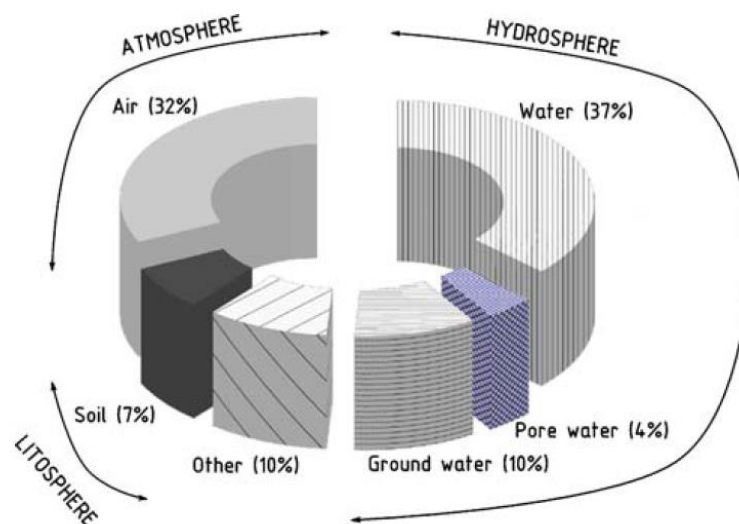 ATMOSPHERE
HYDROSPHERE
Air (32%)
Water (37%)
Soil (7%)
Pore water (4%)
Other (10%)
Ground water (10%)
LITOSPHERE